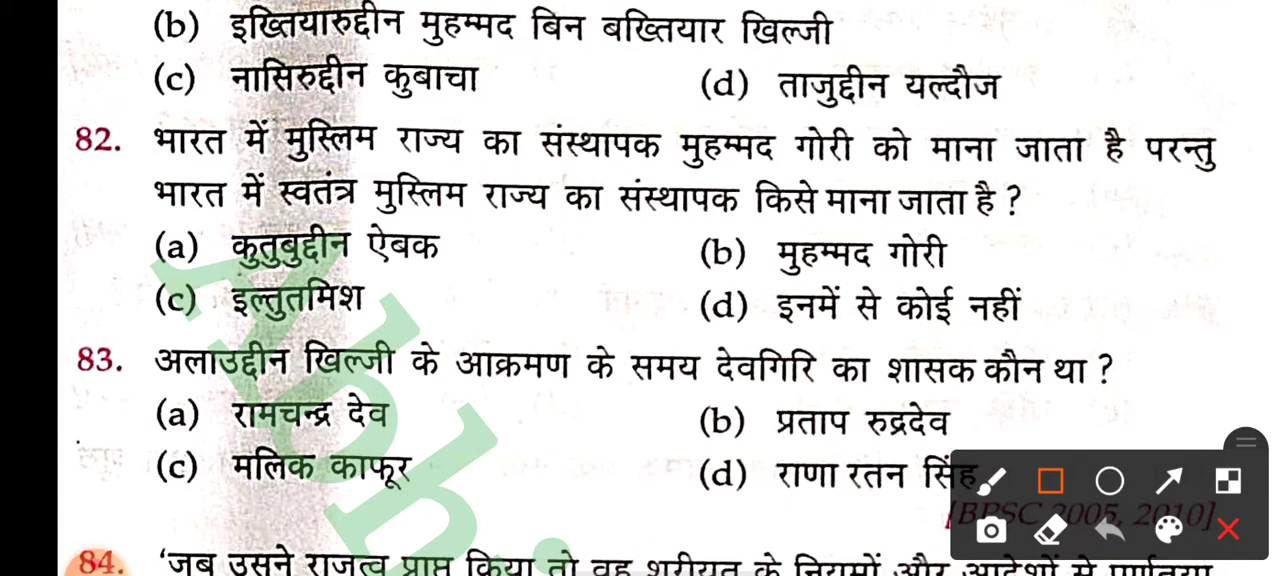 (b) इख्तियारुद्दीन मुहम्मद बिन बख्तियार खिल्जी
(c) नासिरुद्दीन कुबाचा (d) ताजुद्दीन यल्दौज
82. भारत में मुस्लिम राज्य का संस्थापक मुहम्मद गोरी को माना जाता है परन्तु
भारत में स्वतंत्र मुस्लिम राज्य का संस्थापक किसे माना जाता है ?
(a) कुतुबुद्दीन ऐबक (b) मुहम्मद गोरी
(c) इल्तुतमिश (d) इनमें से कोई नहीं
83. अलाउद्दीन खिल्जी के आक्रमण के समय देवगिरि का शासक कौन था ?
(a) रामचन्द्र देव (b) प्रताप रुद्रदेव
(c) मलिक काफूर (d) राणा रतन सिंह
[BPSC 2005, 2010]
84. 'जब उसने राजत्व प्राप्त किया तो वह शरीयत के नियमों और आदेशों से पूर्णतया
Abhi